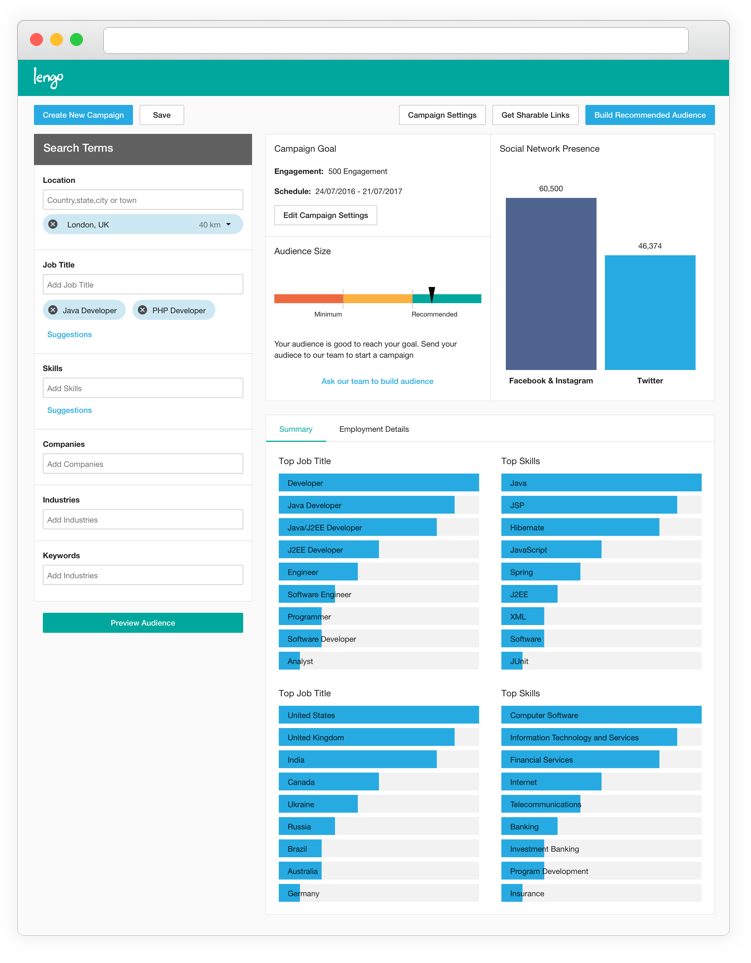 lengo
Create New Campaign
Save
Campaign Settings
Get Sharable Links
Build Recommended Audience
Search Terms
Location
Country,state,city or town
London, UK 40 km
Job Title
Add Job Title
Java Developer PHP Developer
Suggestions
Skills
Add Skills
Suggestions
Companies
Add Companies
Industries
Add Industries
Keywords
Add Industries
Preview Audience
Campaign Goal
Engagement: 500 Engagement
Schedule: 24/07/2016 - 21/07/2017
Edit Campaign Settings
Audience Size
Minimum Recommended
Your audience is good to reach your goal. Send your
audiece to our team to start a campaign
Ask our team to build audience
Social Network Presence
60,500
46,374
Facebook & Instagram Twitter
Summary Employment Details
Top Job Title
Developer
Java Developer
Java/J2EE Developer
J2EE Developer
Engineer
Software Engineer
Programmer
Software Developer
Analyst
Top Skills
Java
JSP
Hibernate
JavaScript
Spring
J2EE
XML
Software
JUnit
Top Job Title
United States
United Kingdom
India
Canada
Ukraine
Russia
Brazil
Australia
Germany
Top Skills
Computer Software
Information Technology and Services
Financial Services
Internet
Telecommunications
Banking
Investment Banking
Program Development
Insurance